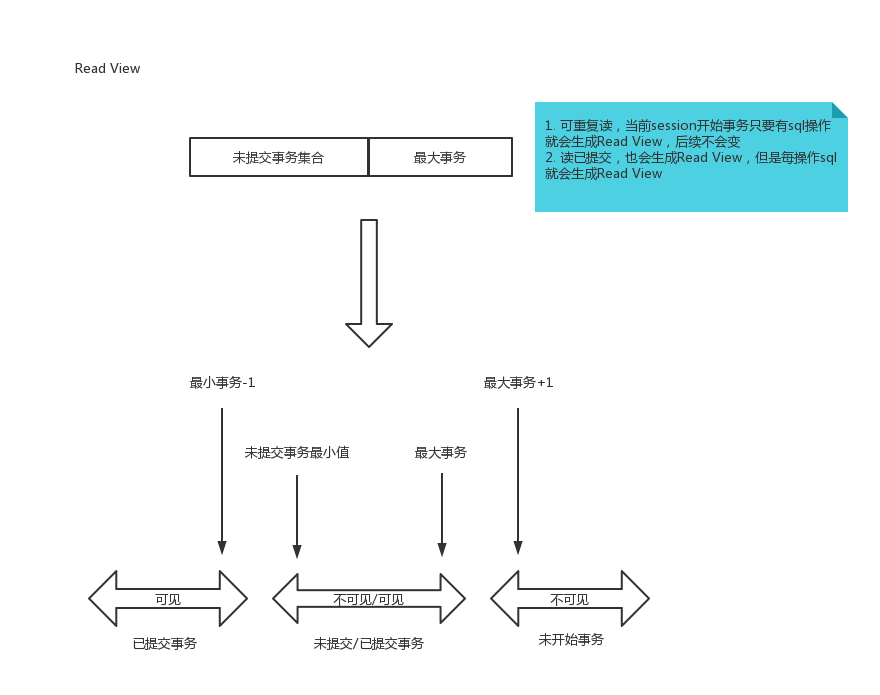 Read View
1. 可重复读，当前session开始事务只要有sql操作
就会生成Read View，后续不会变
2. 读已提交，也会生成Read View，但是每操作sql
就会生成Read View
未提交事务集合
最大事务
最小事务-1
最大事务+1
未提交事务最小值
最大事务
可见
不可见/可见
不可见
已提交事务
未提交/已提交事务
未开始事务